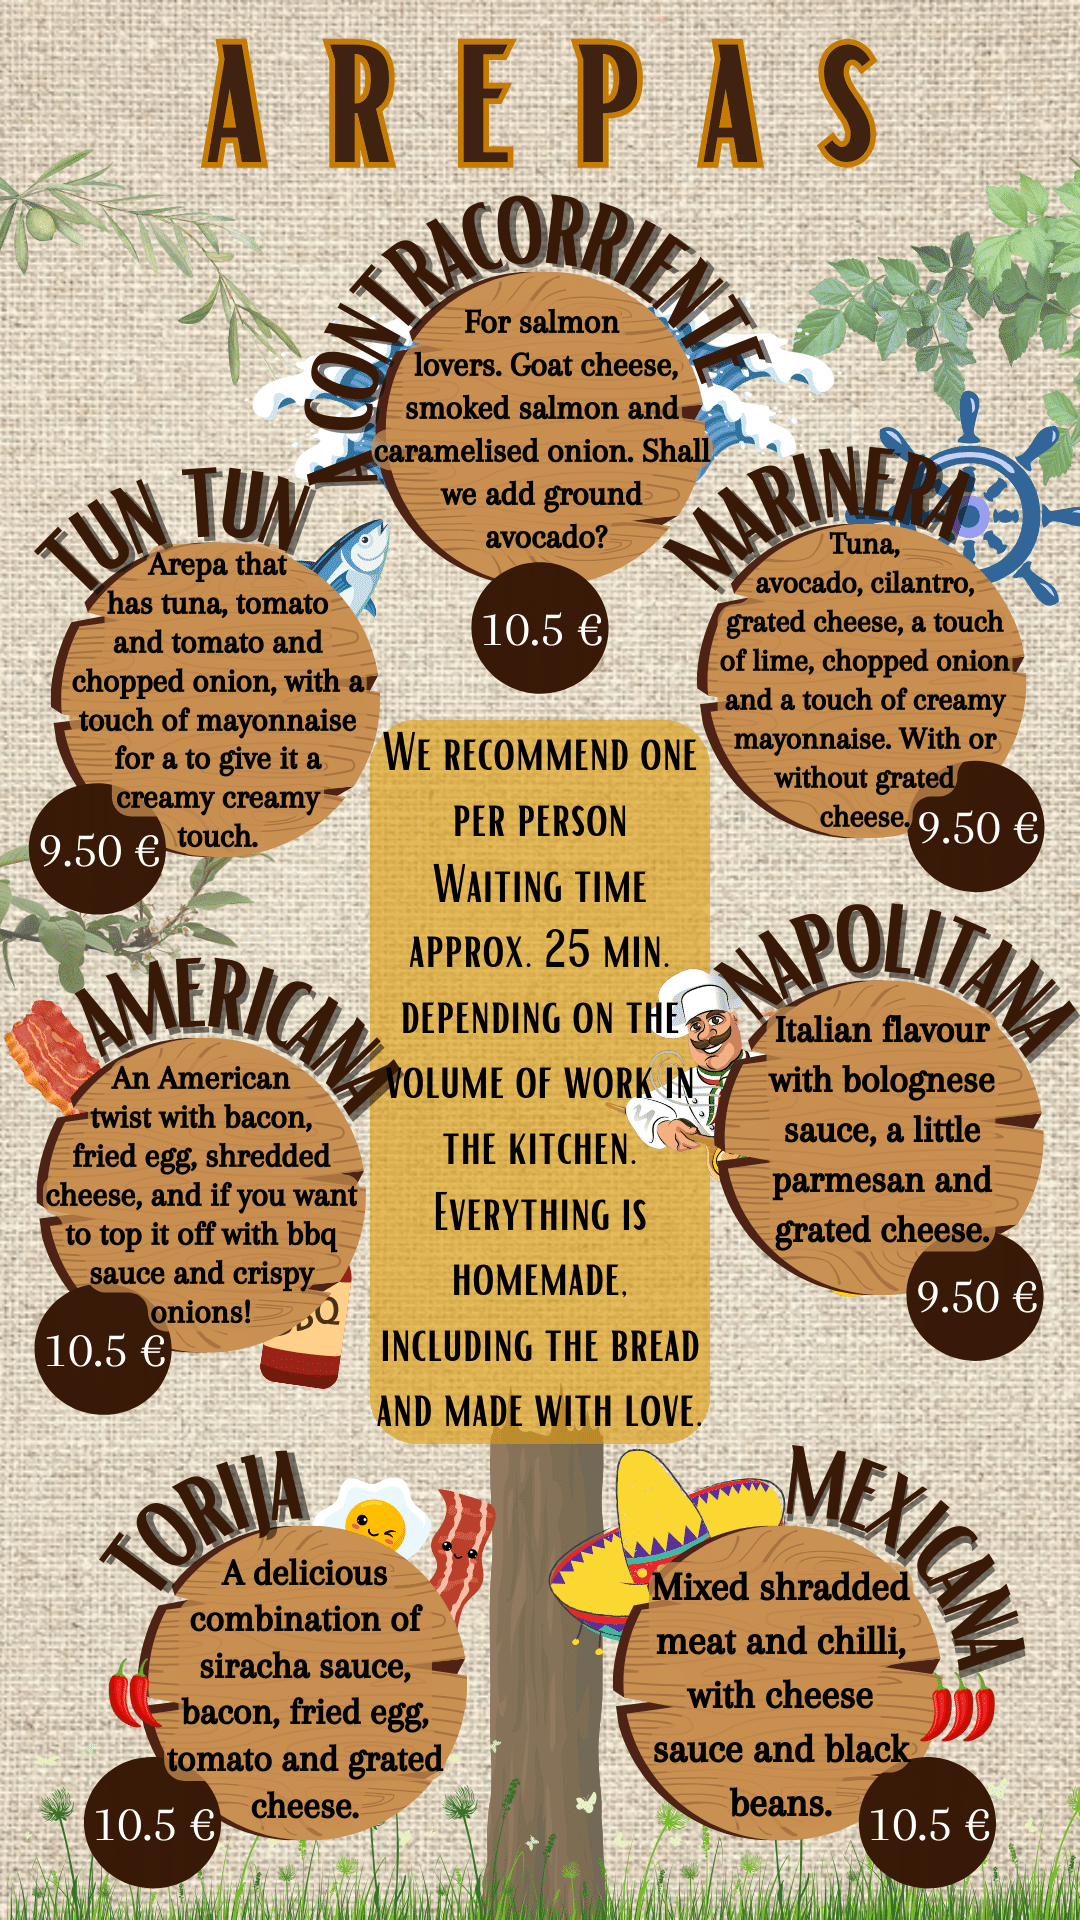 AREPAS
A CONTRACORRIENTE
For salmon
lovers. Goat cheese,
smoked salmon and
caramelised onion. Shall
we add ground
avocado?
10.5 €
TUN TUN
Arepa that
has tuna, tomato
and tomato and
chopped onion, with a
touch of mayonnaise
for a to give it a
creamy creamy
touch.
9.50 €
MARINERA
Tuna,
avocado, cilantro,
grated cheese, a touch
of lime, chopped onion
and a touch of creamy
mayonnaise. With or
without grated
cheese.
9.50 €
WE RECOMMEND ONE
PER PERSON
WAITING TIME
APPROX. 25 MIN.
DEPENDING ON THE
VOLUME OF WORK IN
THE KITCHEN.
EVERYTHING IS
HOMEMADE,
INCLUDING THE BREAD
AND MADE WITH LOVE.
AMERICANA
An American
twist with bacon,
fried egg, shredded
cheese, and if you want
to top it off with bbq
sauce and crispy
onions!
10.5 €
BBQ
NAPOLITANA
Italian flavour
with bolognese
sauce, a little
parmesan and
grated cheese.
9.50 €
TORIJA
A delicious
combination of
siracha sauce,
bacon, fried egg,
tomato and grated
cheese.
10.5 €
MEXICANA
Mixed shradded
meat and chilli,
with cheese
sauce and black
beans.
10.5 €